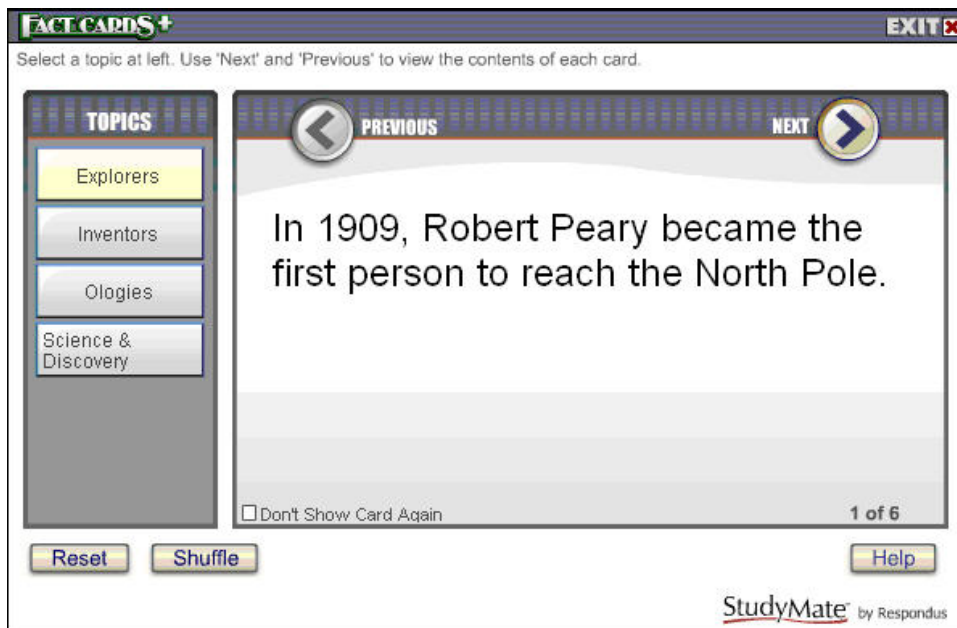 FACT CARDS+
EXIT
Select a topic at left. Use 'Next' and 'Previous' to view the contents of each card.
TOPICS
Explorers
Inventors
Ologies
Science &
Discovery
PREVIOUS
NEXT
In 1909, Robert Peary became the
first person to reach the North Pole.
Don't Show Card Again
1 of 6
Reset
Shuffle
Help
StudyMate™ by Respondus